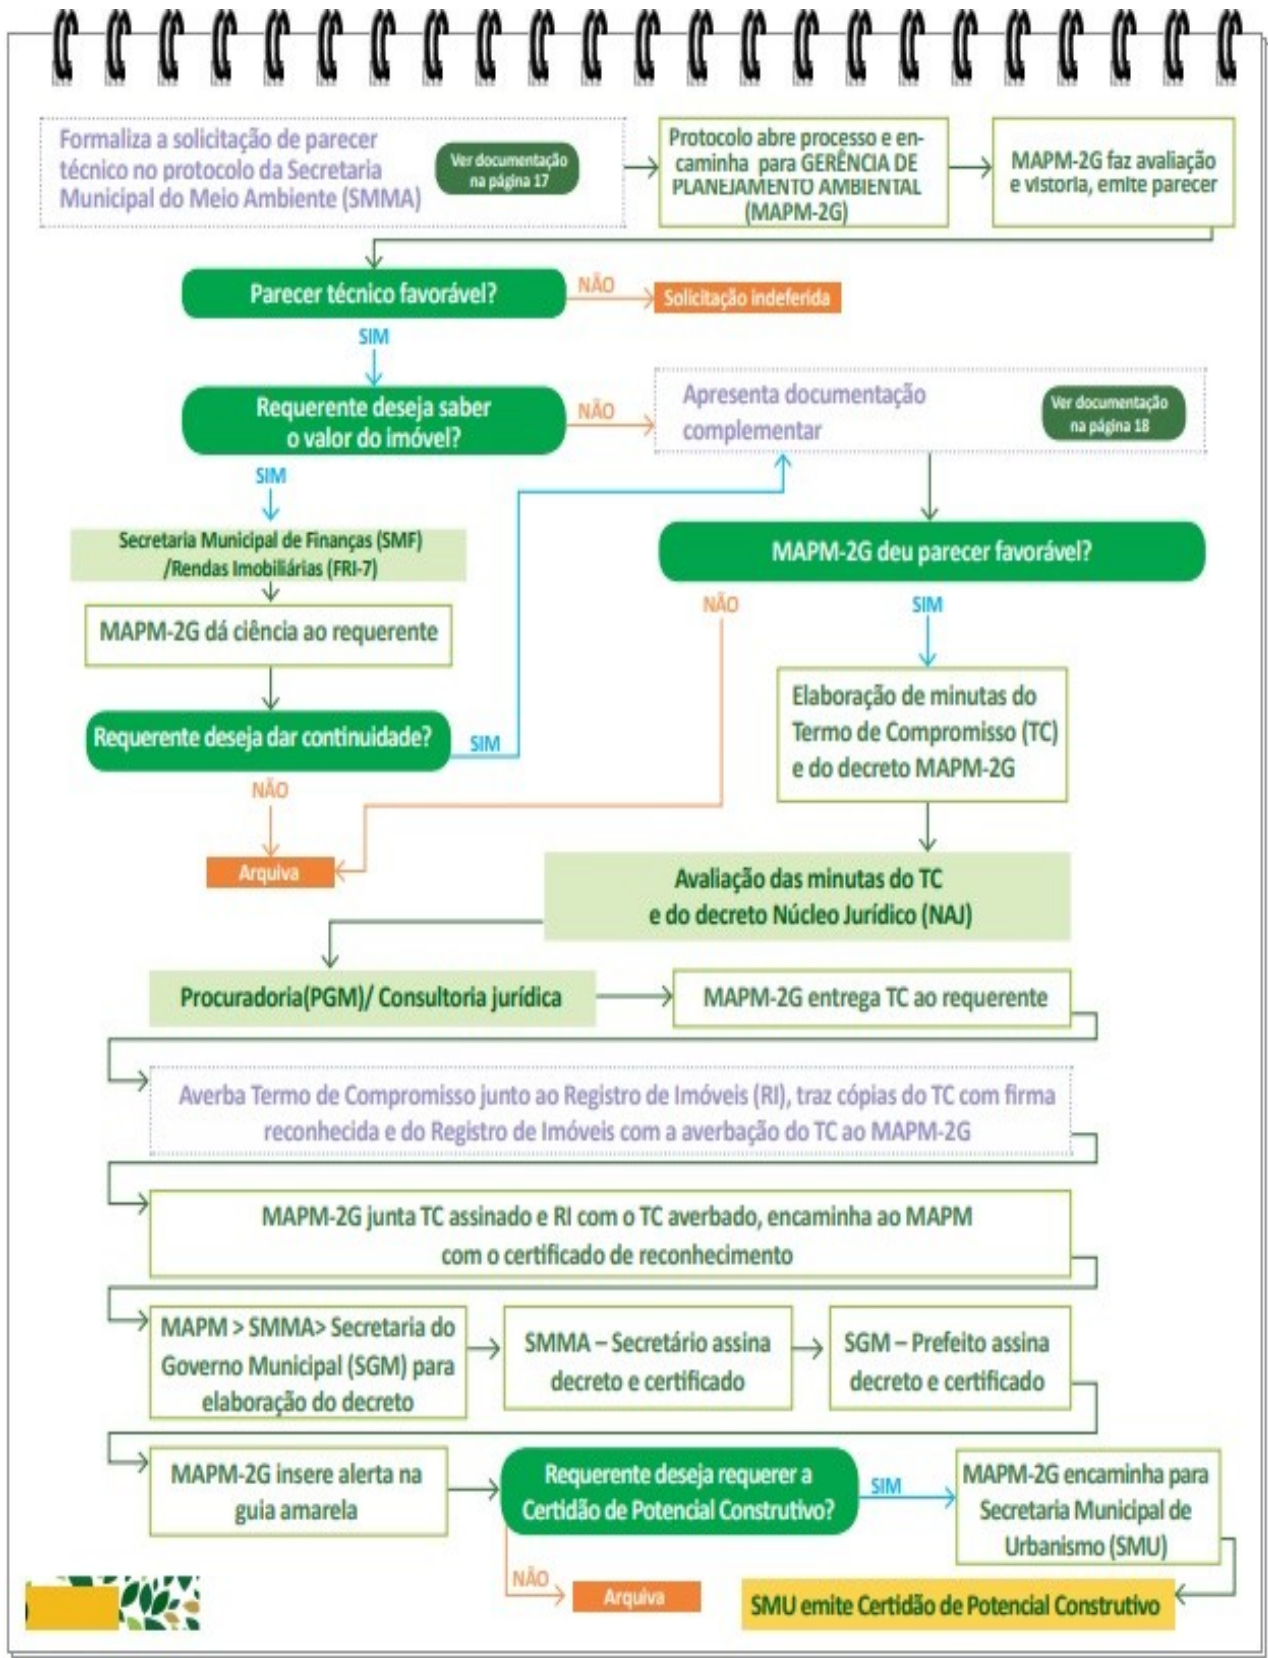 Formaliza a solicitação de parecer
técnico no protocolo da Secretaria
Municipal do Meio Ambiente (SMMA)
Ver documentação
na página 17
Protocolo abre processo e en-
caminha para GERÊNCIA DE
PLANEJAMENTO AMBIENTAL
(MAPM-2G)
MAPM-2G faz avaliação
e vistoria, emite parecer
Parecer técnico favorável?
NÃO
Solicitação indeferida
SIM
Requerente deseja saber
o valor do imóvel?
NÃO
Apresenta documentação
complementar
Ver documentação
na página 18
SIM
Secretaria Municipal de Finanças (SMF)
/Rendas Imobiliárias (FRI-7)
MAPM-2G deu parecer favorável?
MAPM-2G dá ciência ao requerente
NÃO
SIM
Requerente deseja dar continuidade?
SIM
Elaboração de minutas do
Termo de Compromisso (TC)
e do decreto MAPM-2G
NÃO
Arquiva
Avaliação das minutas do TC
e do decreto Núcleo Jurídico (NAJ)
Procuradoria(PGM)/ Consultoria jurídica
MAPM-2G entrega TC ao requerente
Averba Termo de Compromisso junto ao Registro de Imóveis (RI), traz cópias do TC com firma
reconhecida e do Registro de Imóveis com a averbação do TC ao MAPM-2G
MAPM-2G junta TC assinado e RI com o TC averbado, encaminha ao MAPM
com o certificado de reconhecimento
MAPM > SMMA> Secretaria do
Governo Municipal (SGM) para
elaboração do decreto
SMMA – Secretário assina
decreto e certificado
SGM – Prefeito assina
decreto e certificado
MAPM-2G insere alerta na
guia amarela
Requerente deseja requerer a
Certidão de Potencial Construtivo?
SIM
MAPM-2G encaminha para
Secretaria Municipal de
Urbanismo (SMU)
NÃO
Arquiva
SMU emite Certidão de Potencial Construtivo